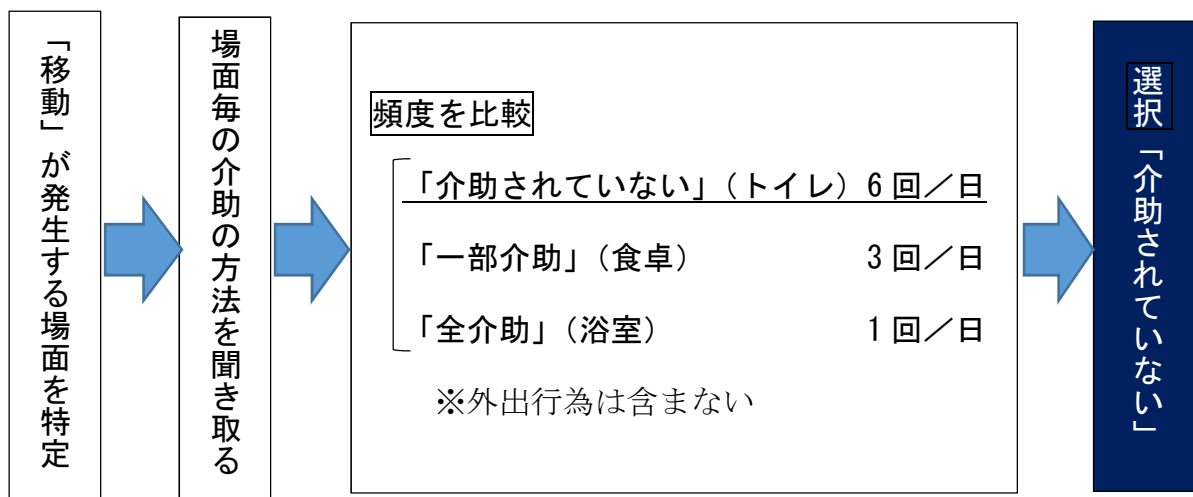 「移動」が発生する場面を特定
場面毎の介助の方法を聞き取る
頻度を比較
「介助されていない」（トイレ） 6 回／日
「一部介助」（食卓） 3 回／日
「全介助」（浴室） 1 回／日
※外出行為は含まない
選択「介助されていない」